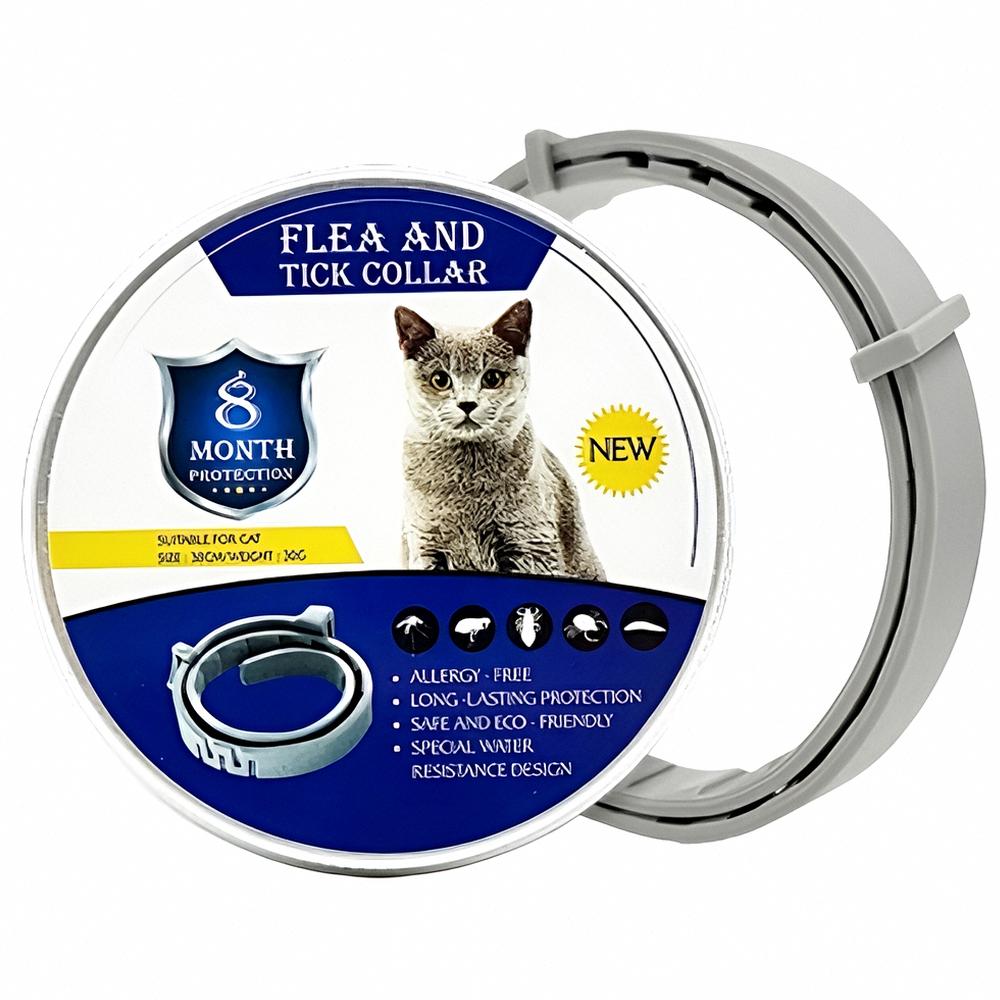 FLEA AND
TICK COLLAR
8
MONTH
PROTECTION
NEW
SUITABLE FOR CAT
• ALLERGY - FREE
• LONG - LASTING PROTECTION
• SAFE AND ECO - FRIENDLY
• SPECIAL WATER
RESISTANCE DESIGN